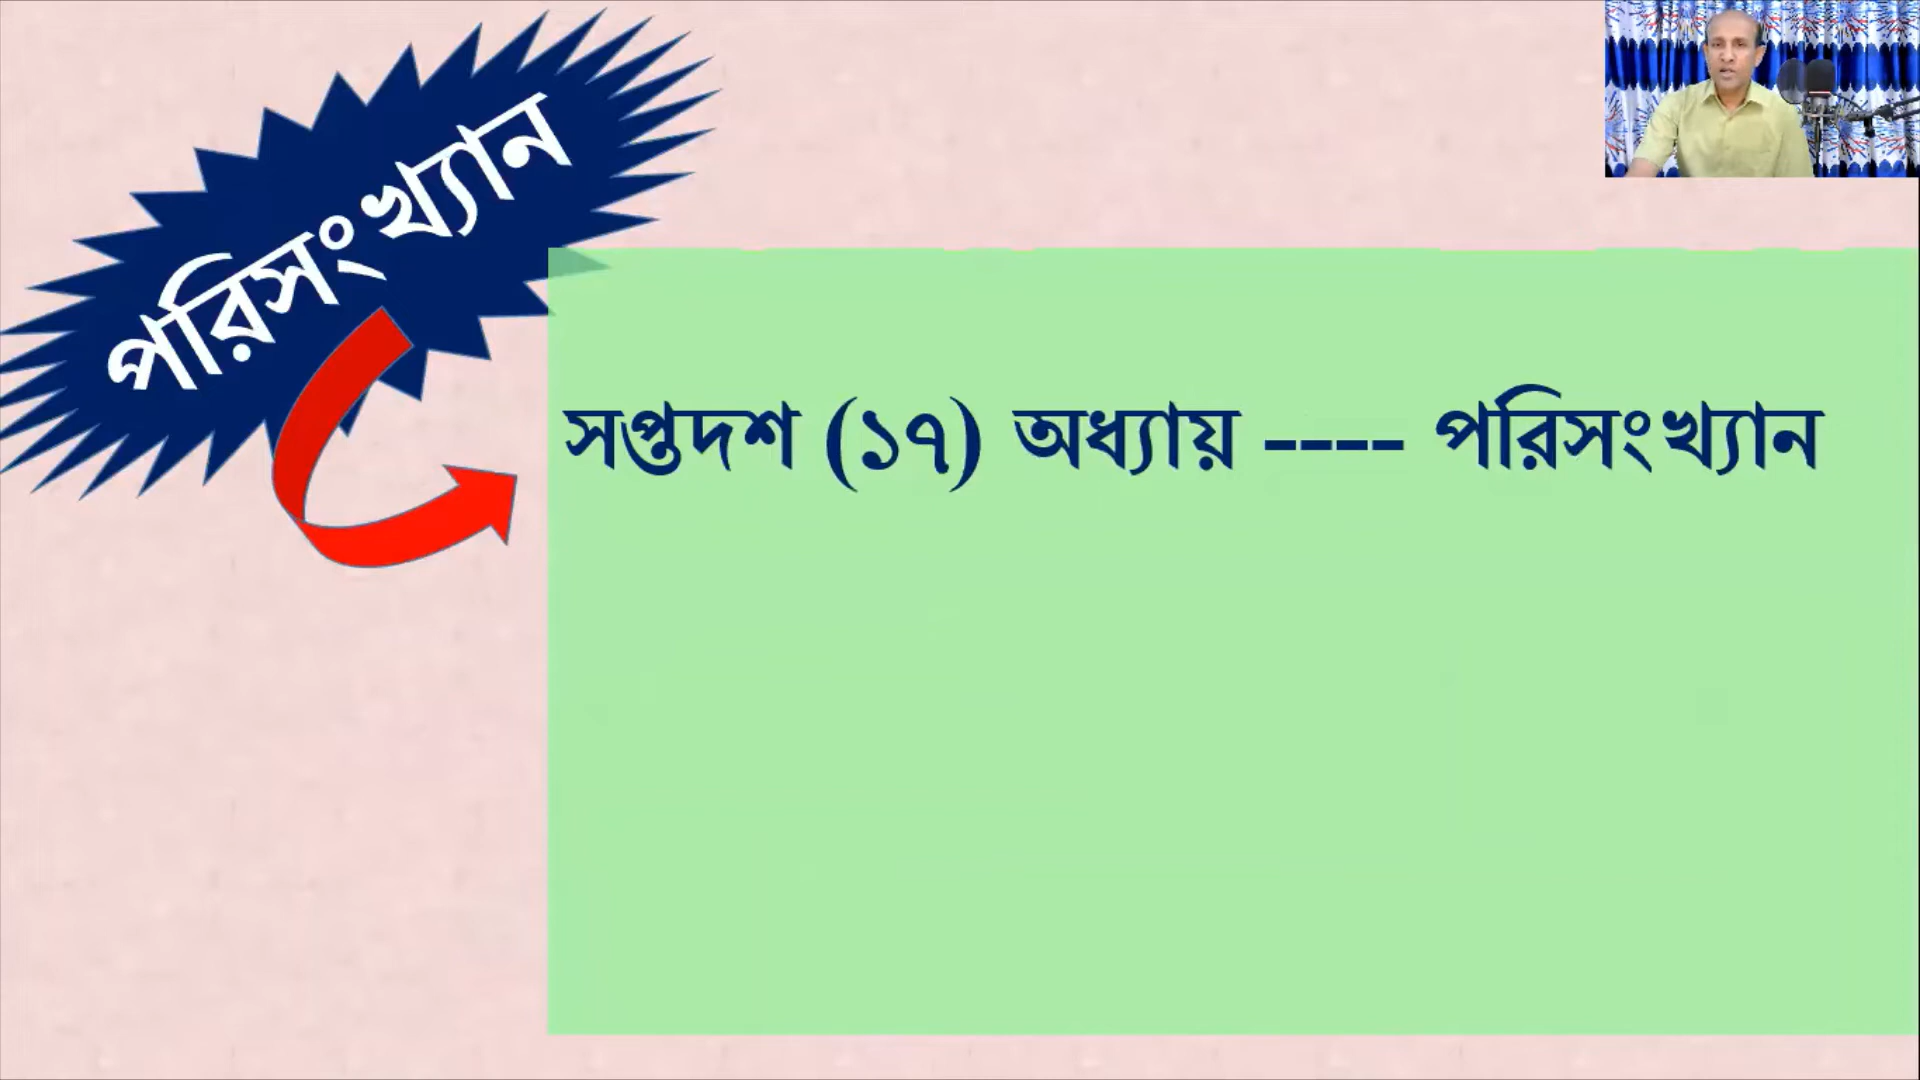 পরিসংখ্যান
সপ্তদশ (১৭) অধ্যায় ---- পরিসংখ্যান